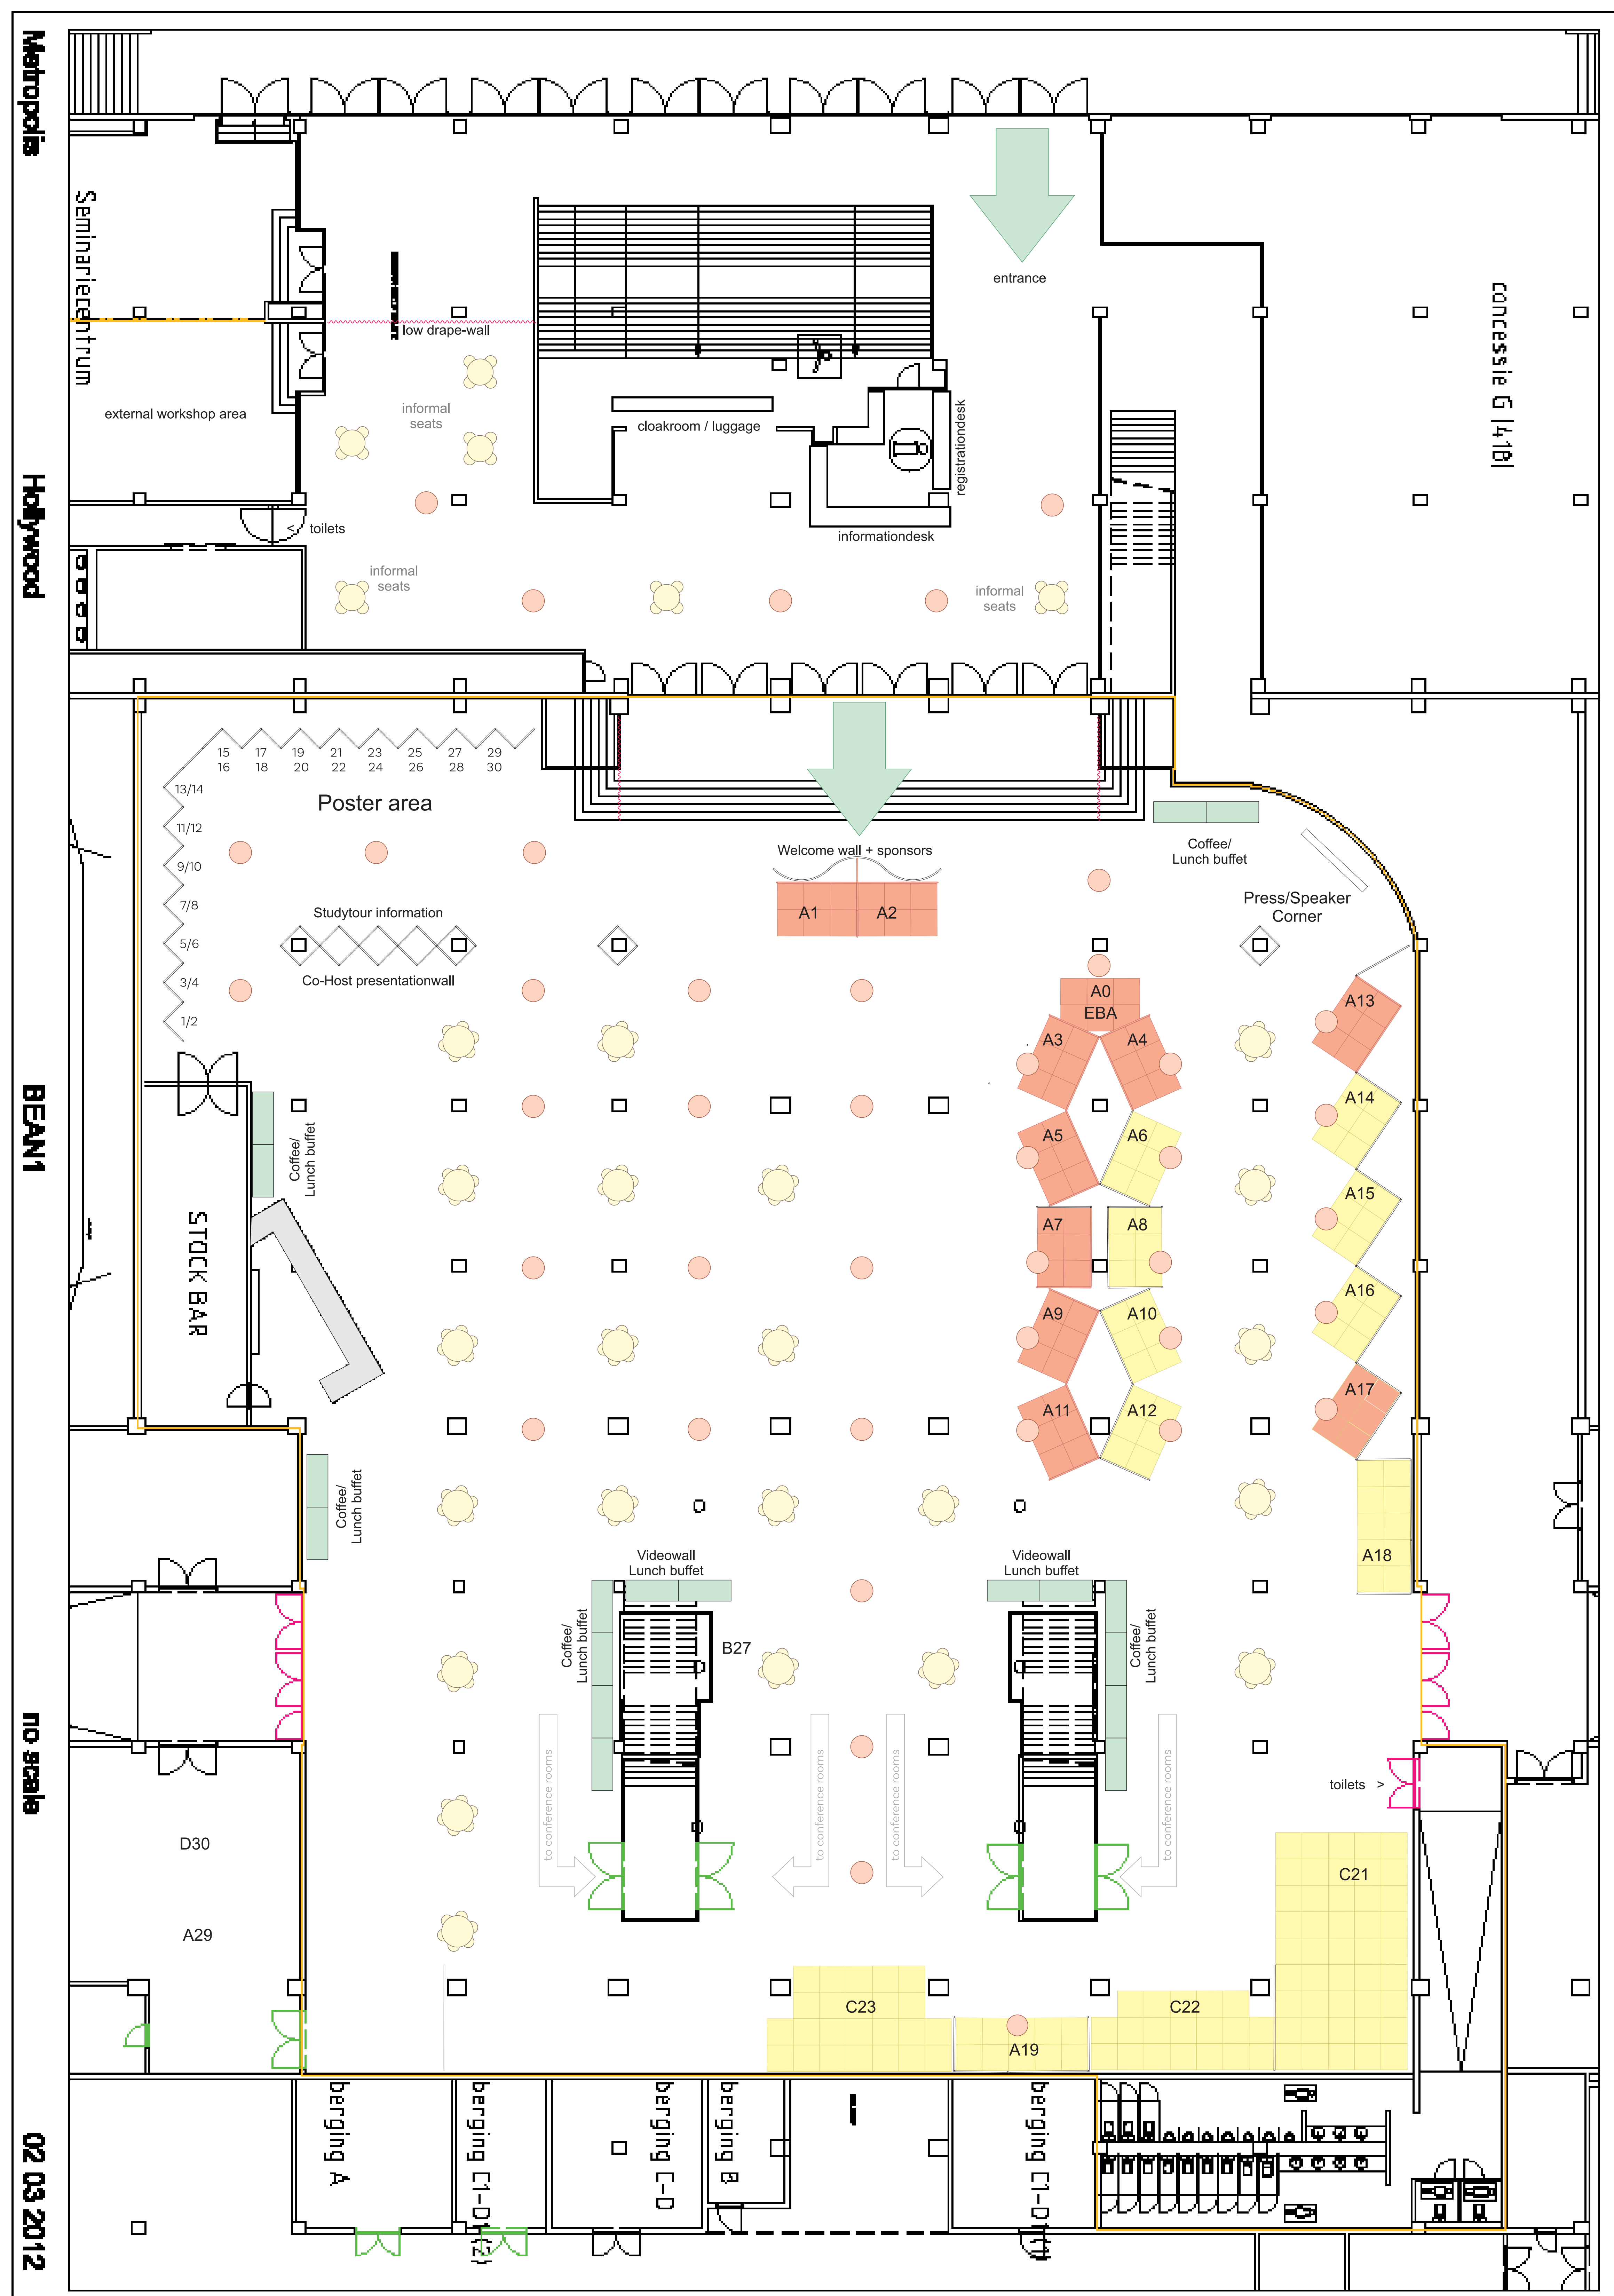 Metropolis
Hollywood
BEAN1
no scale
02 03 2012
Seminariecentrum
concessie G (41B)
entrance
low drape-wall
external workshop area
informal
seats
cloakroom / luggage
registrationdesk
i
informationdesk
< toilets
informal
seats
informal
seats
15 17 19 21 23 25 27 29
16 18 20 22 24 26 28 30
13/14
Poster area
11/12
9/10
7/8
5/6
3/4
1/2
Welcome wall + sponsors
A1 A2
Coffee/
Lunch buffet
Press/Speaker
Corner
Studytour information
Co-Host presentationwall
A0
EBA
A3 A4
A13
A5 A6
A14
A7 A8
A15
A9 A10
A16
A11 A12
A17
A18
Coffee/
Lunch buffet
STOCK BAR
Coffee/
Lunch buffet
Videowall
Lunch buffet
Videowall
Lunch buffet
Coffee/
Lunch buffet
B27
Coffee/
Lunch buffet
to conference rooms
to conference rooms
to conference rooms
to conference rooms
toilets >
D30
A29
C21
C23
A19
C22
berging A
berging C1-D1(2)
berging C-D
berging B
berging C1-D1(1)